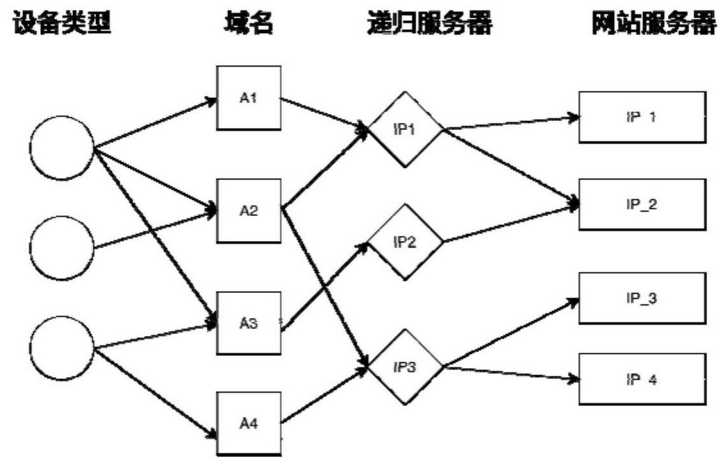 设备类型 域名 递归服务器 网站服务器
A1
IP1
IP_1
A2
IP_2
IP2
A3
IP_3
IP3
IP_4
A4